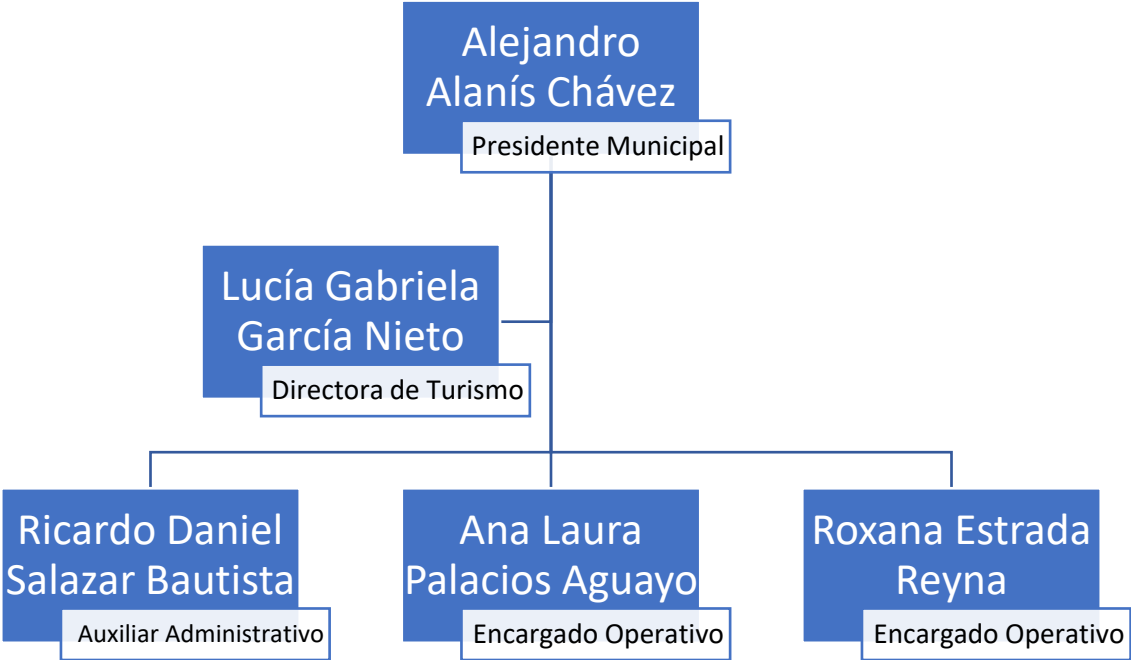 Alejandro
Alanís Chávez
Presidente Municipal
Lucía Gabriela
García Nieto
Directora de Turismo
Ricardo Daniel
Salazar Bautista
Auxiliar Administrativo
Ana Laura
Palacios Aguayo
Encargado Operativo
Roxana Estrada
Reyna
Encargado Operativo